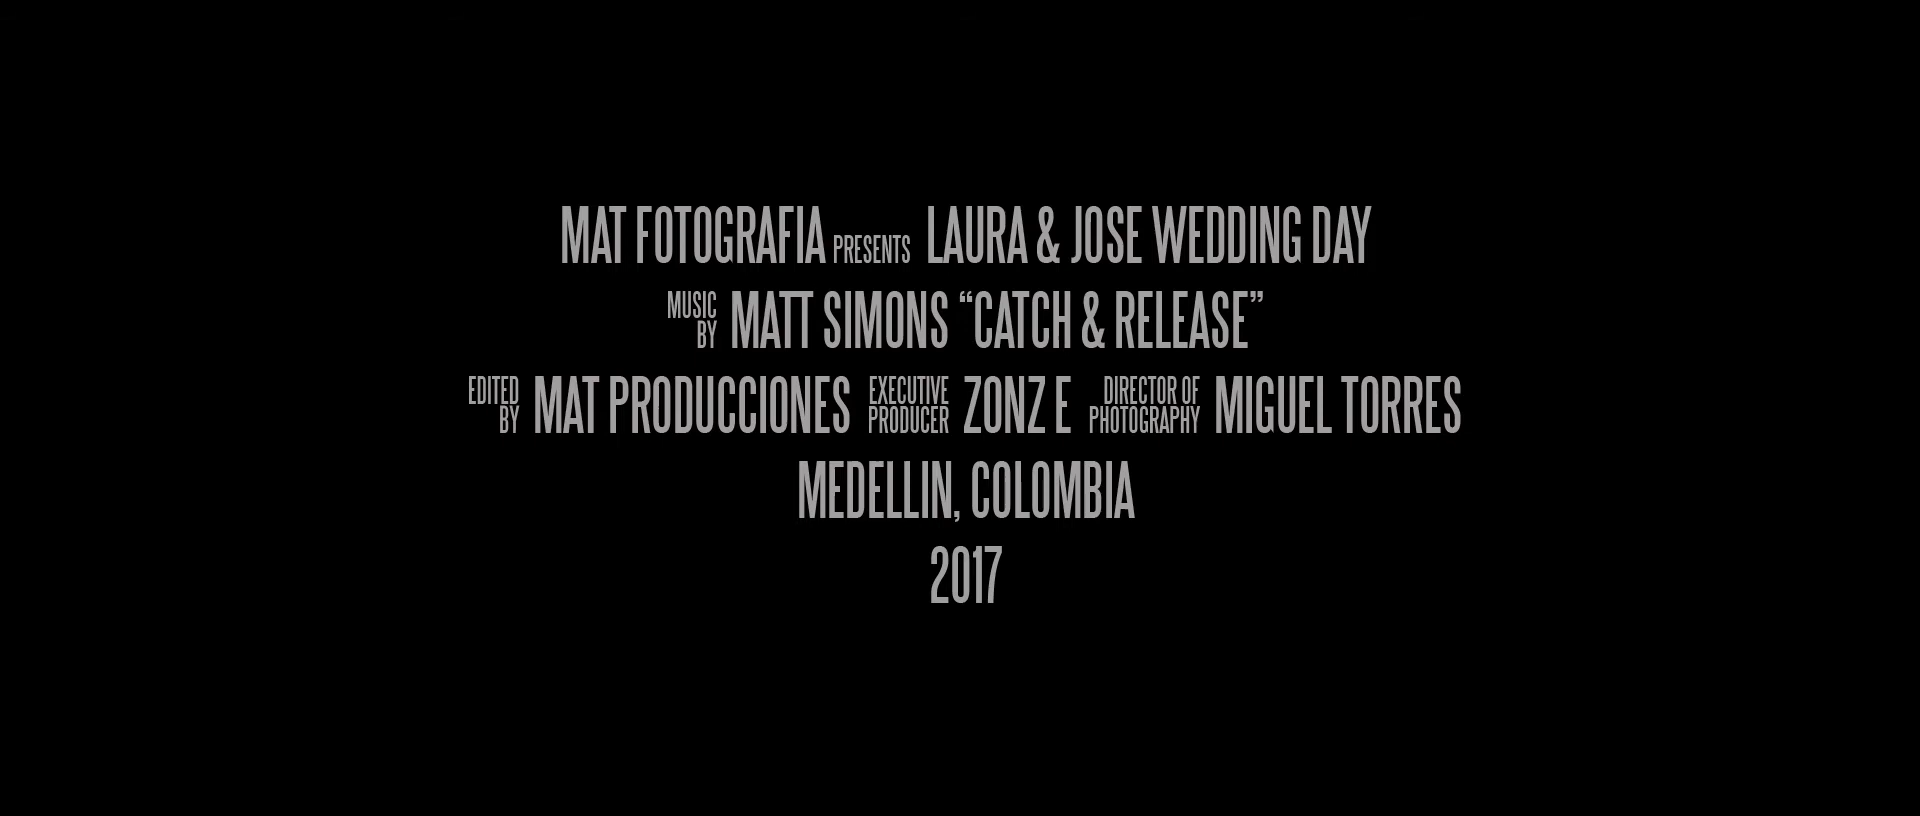 MAT FOTOGRAFIA PRESENTS LAURA & JOSE WEDDING DAY
MUSIC BY MATT SIMONS “CATCH & RELEASE”
EDITED BY MAT PRODUCCIONES EXECUTIVE PRODUCER ZONZ E DIRECTOR OF PHOTOGRAPHY MIGUEL TORRES
MEDELLIN, COLOMBIA
2017